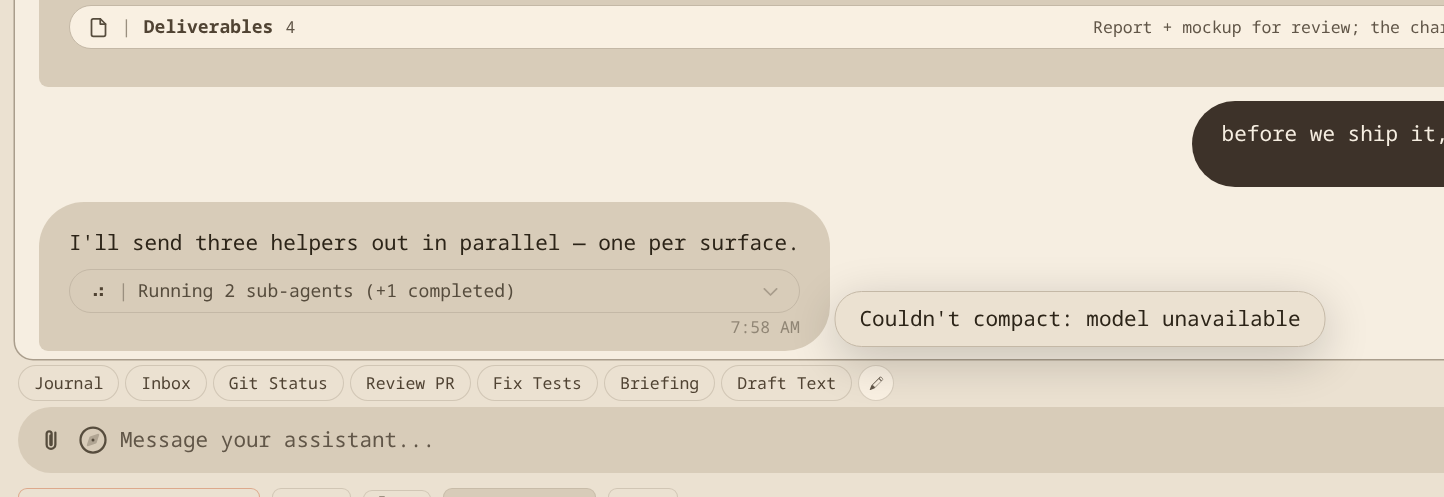 Deliverables 4
Report + mockup for review; the
before we ship it,
I'll send three helpers out in parallel — one per surface.
Running 2 sub-agents (+1 completed)
7:58 AM
Couldn't compact: model unavailable
Journal Inbox Git Status Review PR Fix Tests Briefing Draft Text
Message your assistant...